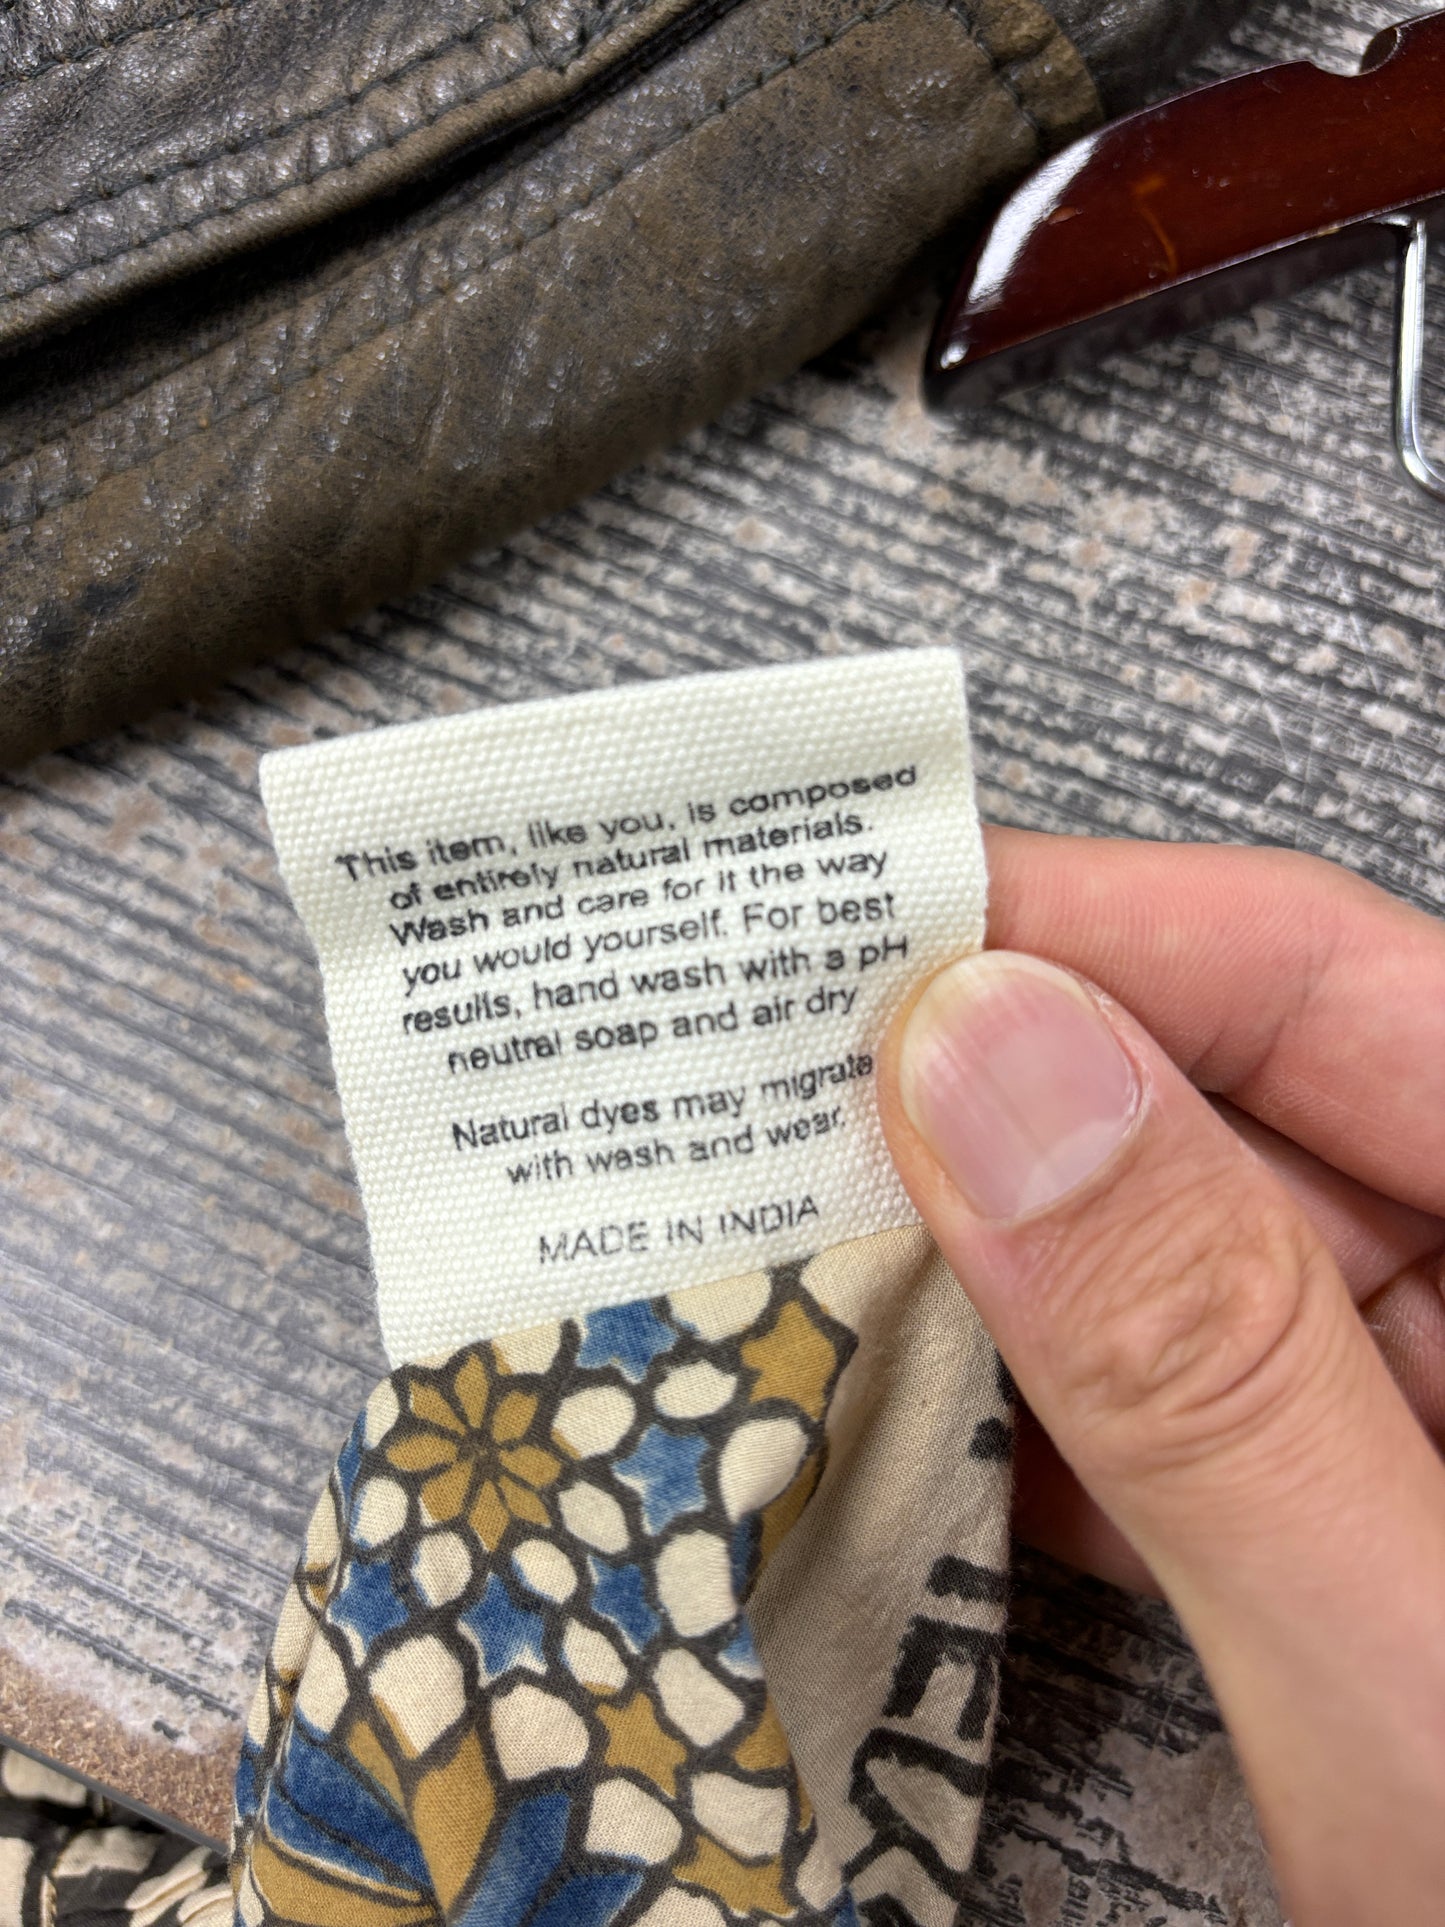 This item, like you, is composed
of entirely natural materials.
Wash and care for it the way
you would yourself. For best
results, hand wash with a pH
neutral soap and air dry
Natural dyes may migrate
with wash and wear.
MADE IN INDIA